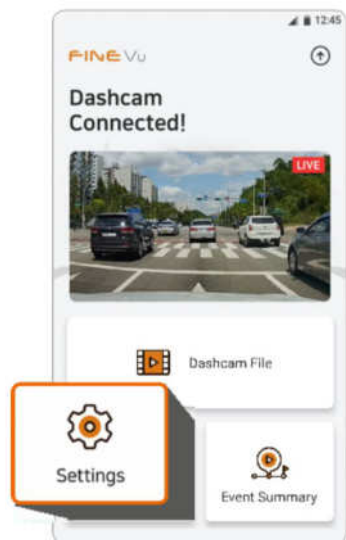 12:45
FINEVu
Dashcam
Connected!
LIVE
Dashcam File
Settings
Event Summary